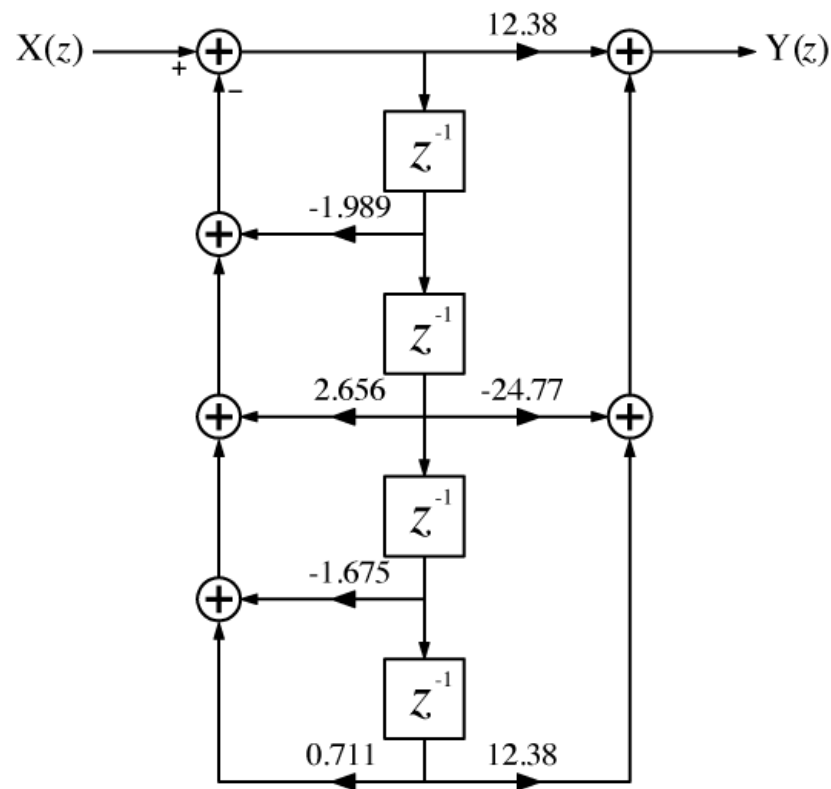 12.38
X(z) + Y(z)
+ −
z⁻¹
-1.989
+
z⁻¹
2.656 -24.77
+ +
z⁻¹
-1.675
+
z⁻¹
0.711 12.38